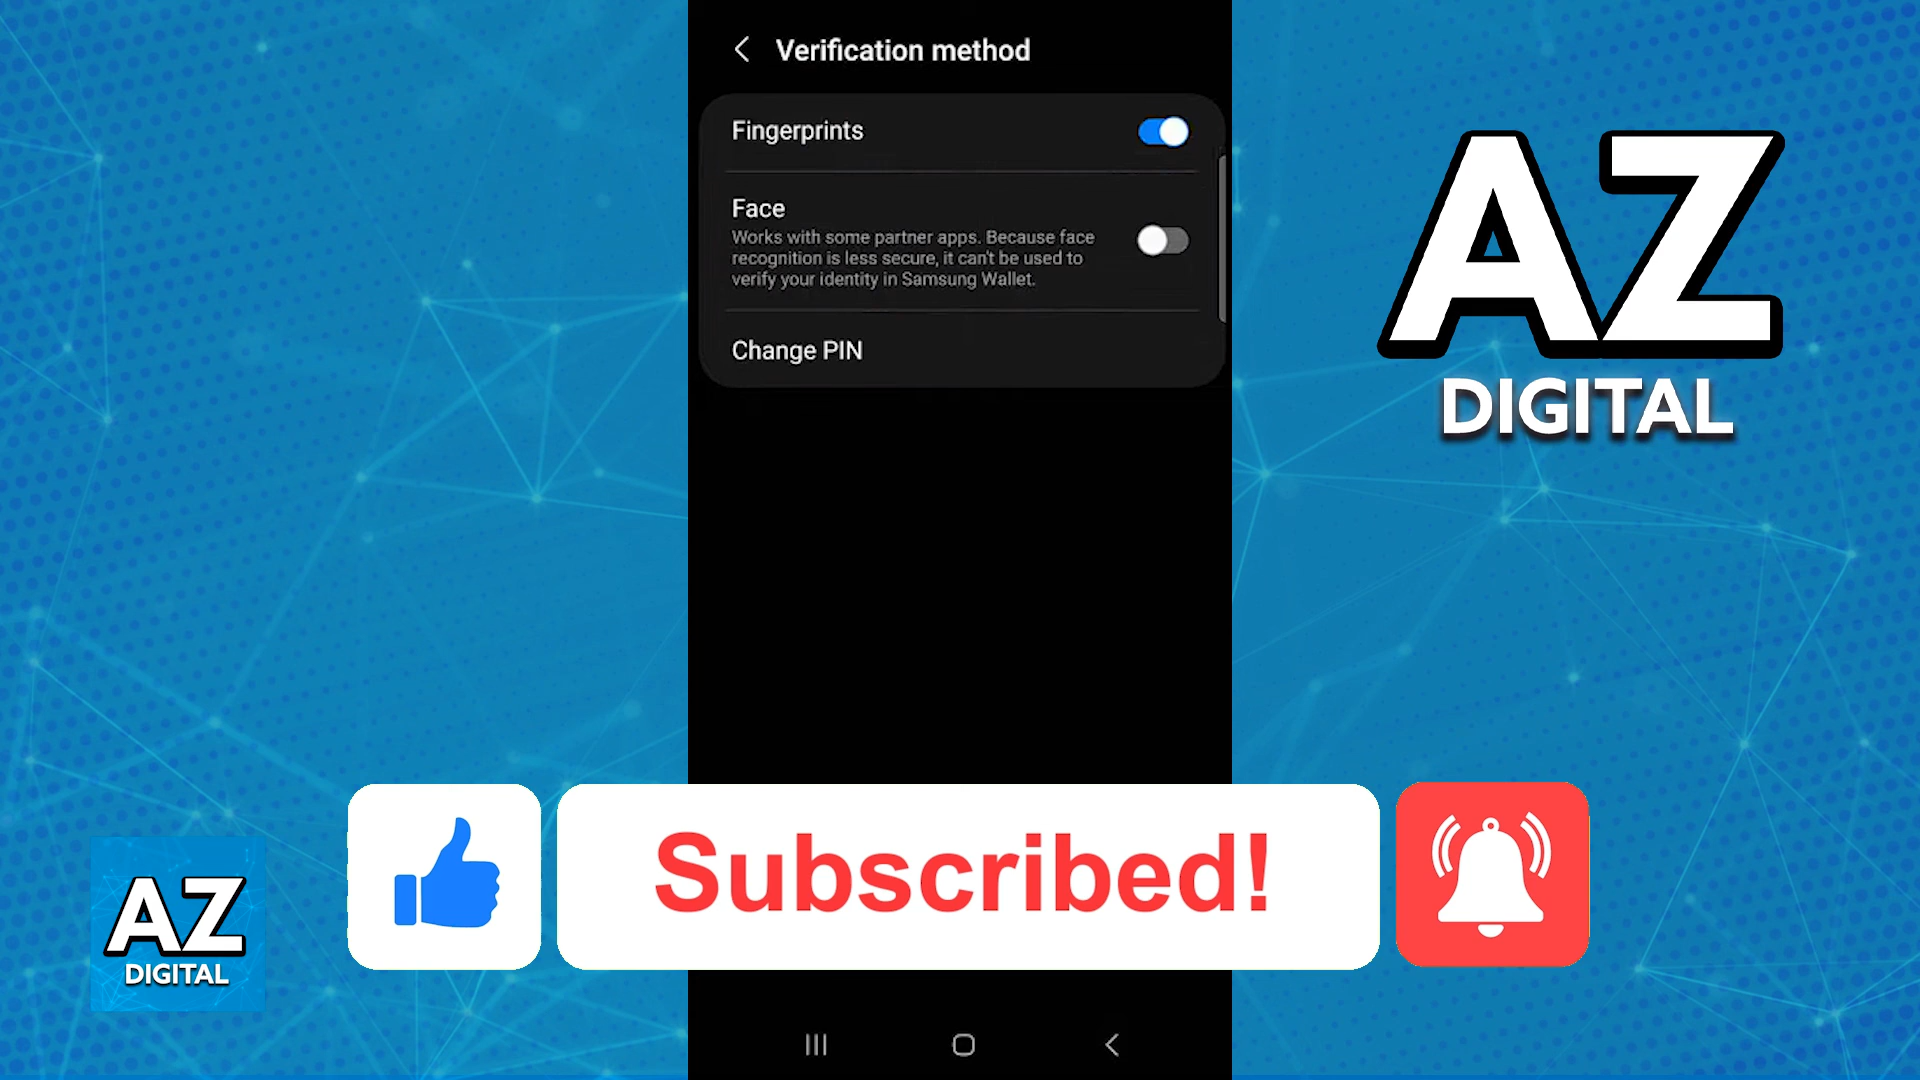 Verification method
Fingerprints
Face
Works with some partner apps. Because face
recognition is less secure, it can't be used to
verify your identity in Samsung Wallet.
Change PIN
AZ
DIGITAL
Subscribed!
AZ
DIGITAL